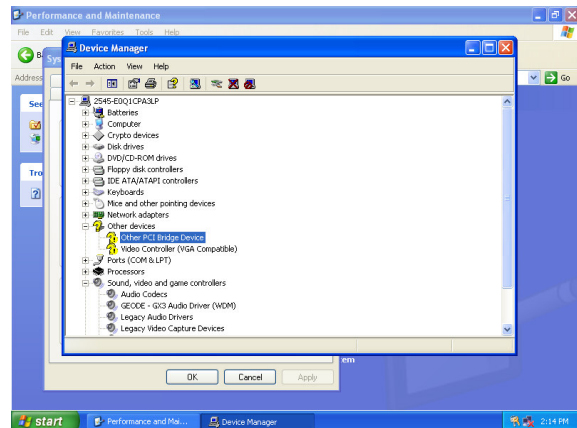 Performance and Maintenance
File Edit View Favorites Tools Help
Address
Go
Device Manager
File Action View Help
2545-E0Q1CPA3LP
Batteries
Computer
Crypto devices
Disk drives
DVD/CD-ROM drives
Floppy disk controllers
IDE ATA/ATAPI controllers
Keyboards
Mice and other pointing devices
Network adapters
Other devices
Other PCI Bridge Device
Video Controller (VGA Compatible)
Ports (COM & LPT)
Processors
Sound, video and game controllers
Audio Codecs
GEODE - GX3 Audio Driver (WDM)
Legacy Audio Drivers
Legacy Video Capture Devices
OK Cancel Apply
start Performance and Mai... Device Manager 2:14 PM